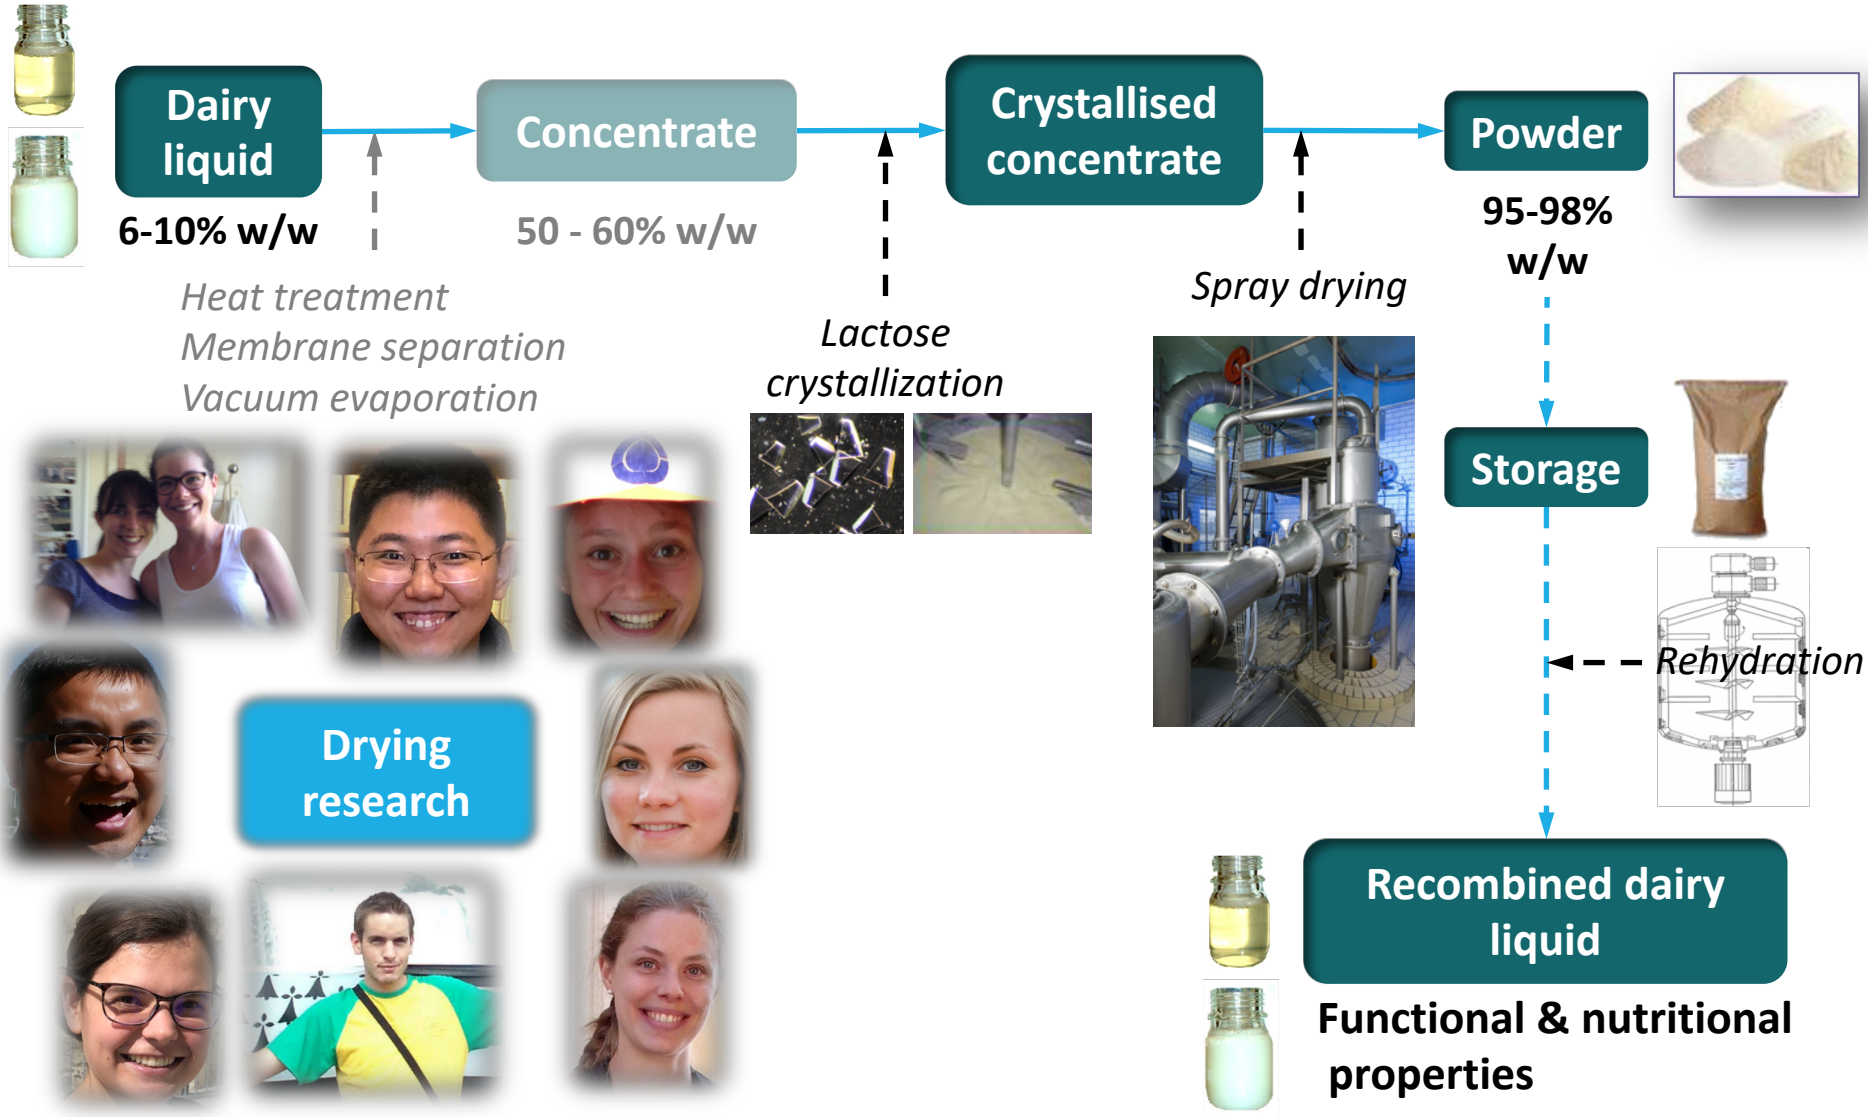 Dairy
liquid
6-10% w/w
Concentrate
50 - 60% w/w
Crystallised
concentrate
Powder
95-98%
w/w
Heat treatment
Membrane separation
Vacuum evaporation
Lactose
crystallization
Spray drying
Storage
Rehydration
Drying
research
Recombined dairy
liquid
Functional & nutritional
properties